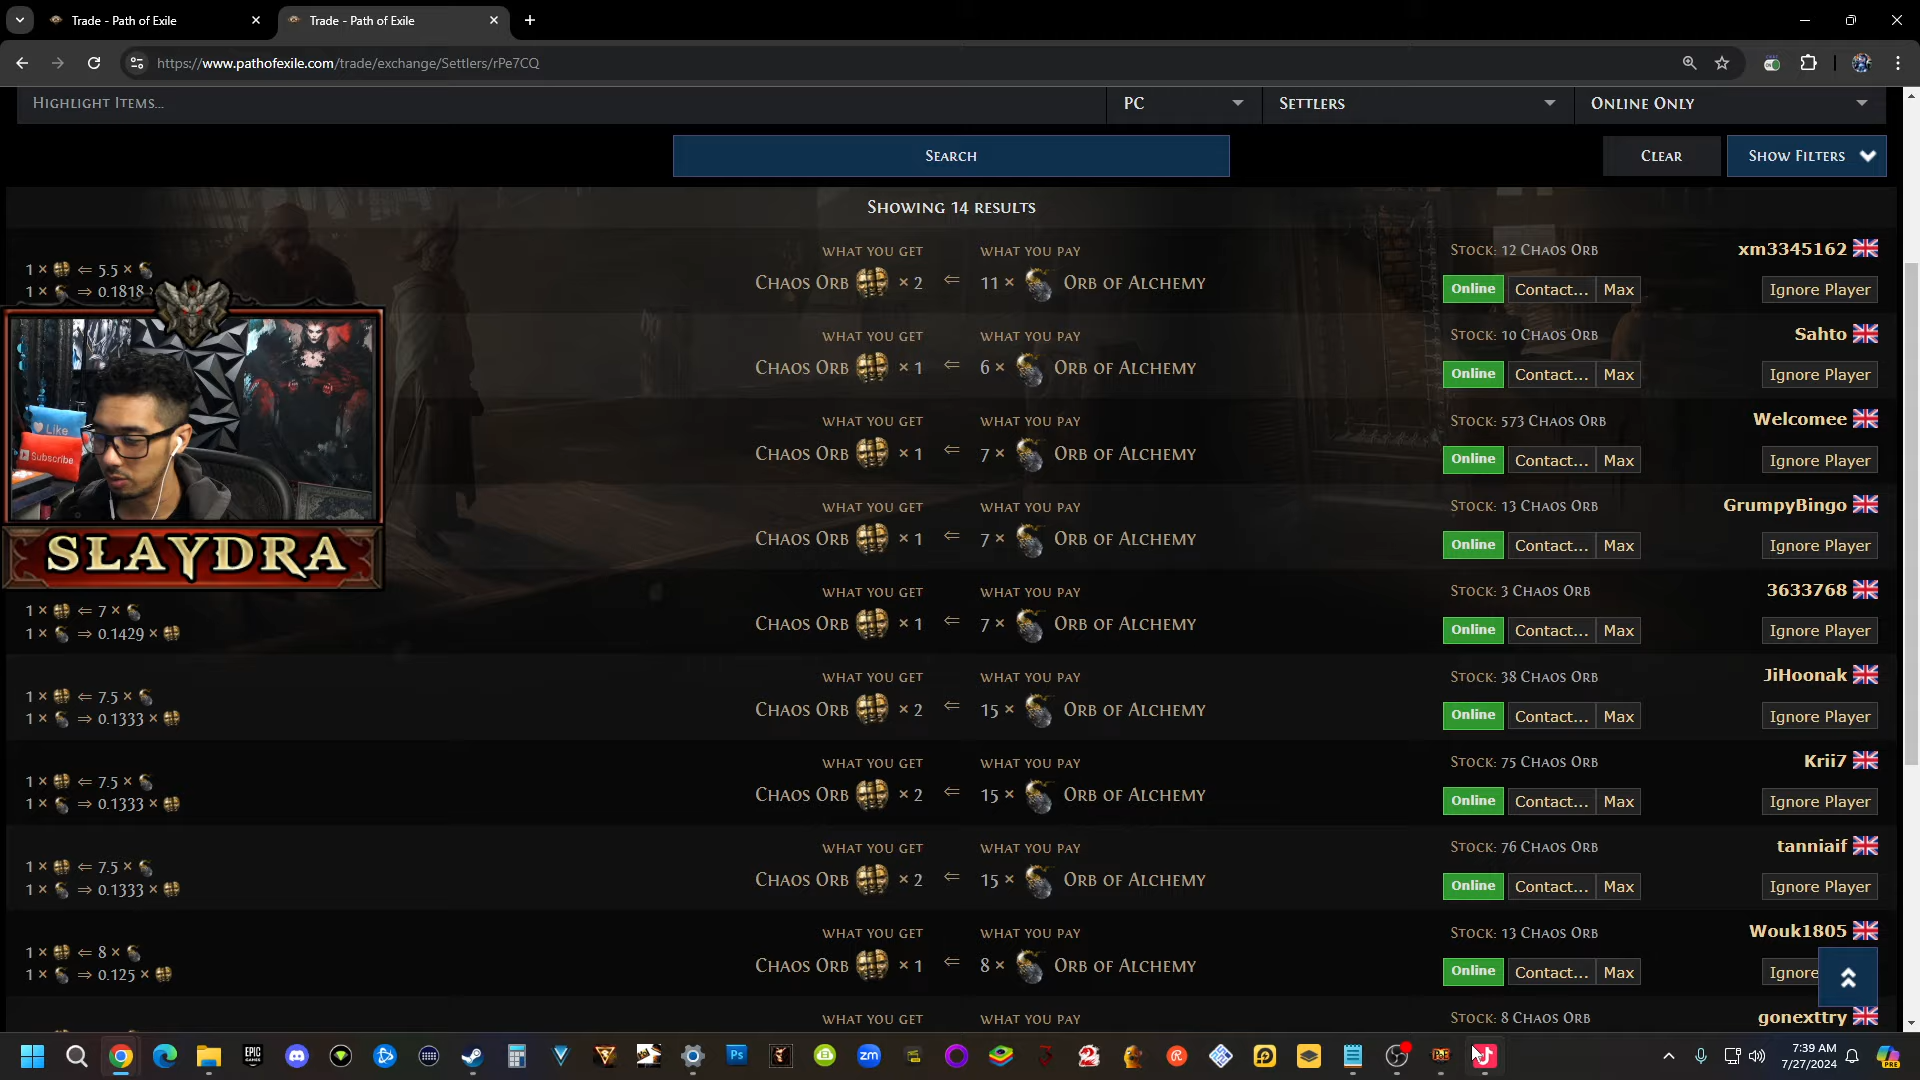 Trade - Path of Exile
Trade - Path of Exile
https://www.pathofexile.com/trade/exchange/Settlers/rPe7CQ
Highlight Items...
PC
Settlers
Online Only
Search
Clear
Show Filters
Showing 14 results
1 × ⇐ 5.5 ×
1 × ⇒ 0.1818 ×
what you get
what you pay
Chaos Orb × 2 ⇐ 11 × Orb of Alchemy
Stock: 12 Chaos Orb
xm3345162
Online Contact... Max
Ignore Player
what you get
what you pay
Chaos Orb × 1 ⇐ 6 × Orb of Alchemy
Stock: 10 Chaos Orb
Sahto
Online Contact... Max
Ignore Player
what you get
what you pay
Chaos Orb × 1 ⇐ 7 × Orb of Alchemy
Stock: 573 Chaos Orb
Welcomee
Online Contact... Max
Ignore Player
Like
Subscribe
SLAYDRA
what you get
what you pay
Chaos Orb × 1 ⇐ 7 × Orb of Alchemy
Stock: 13 Chaos Orb
GrumpyBingo
Online Contact... Max
Ignore Player
1 × ⇐ 7 ×
1 × ⇒ 0.1429 ×
what you get
what you pay
Chaos Orb × 1 ⇐ 7 × Orb of Alchemy
Stock: 3 Chaos Orb
3633768
Online Contact... Max
Ignore Player
1 × ⇐ 7.5 ×
1 × ⇒ 0.1333 ×
what you get
what you pay
Chaos Orb × 2 ⇐ 15 × Orb of Alchemy
Stock: 38 Chaos Orb
JiHoonak
Online Contact... Max
Ignore Player
1 × ⇐ 7.5 ×
1 × ⇒ 0.1333 ×
what you get
what you pay
Chaos Orb × 2 ⇐ 15 × Orb of Alchemy
Stock: 75 Chaos Orb
Krii7
Online Contact... Max
Ignore Player
1 × ⇐ 7.5 ×
1 × ⇒ 0.1333 ×
what you get
what you pay
Chaos Orb × 2 ⇐ 15 × Orb of Alchemy
Stock: 76 Chaos Orb
tanniaif
Online Contact... Max
Ignore Player
1 × ⇐ 8 ×
1 × ⇒ 0.125 ×
what you get
what you pay
Chaos Orb × 1 ⇐ 8 × Orb of Alchemy
Stock: 13 Chaos Orb
Wouk1805
Online Contact... Max
Ignore
what you get
what you pay
Stock: 8 Chaos Orb
gonexttry
EPIC GAMES
Ps
zm
7:39 AM
7/27/2024
PRE